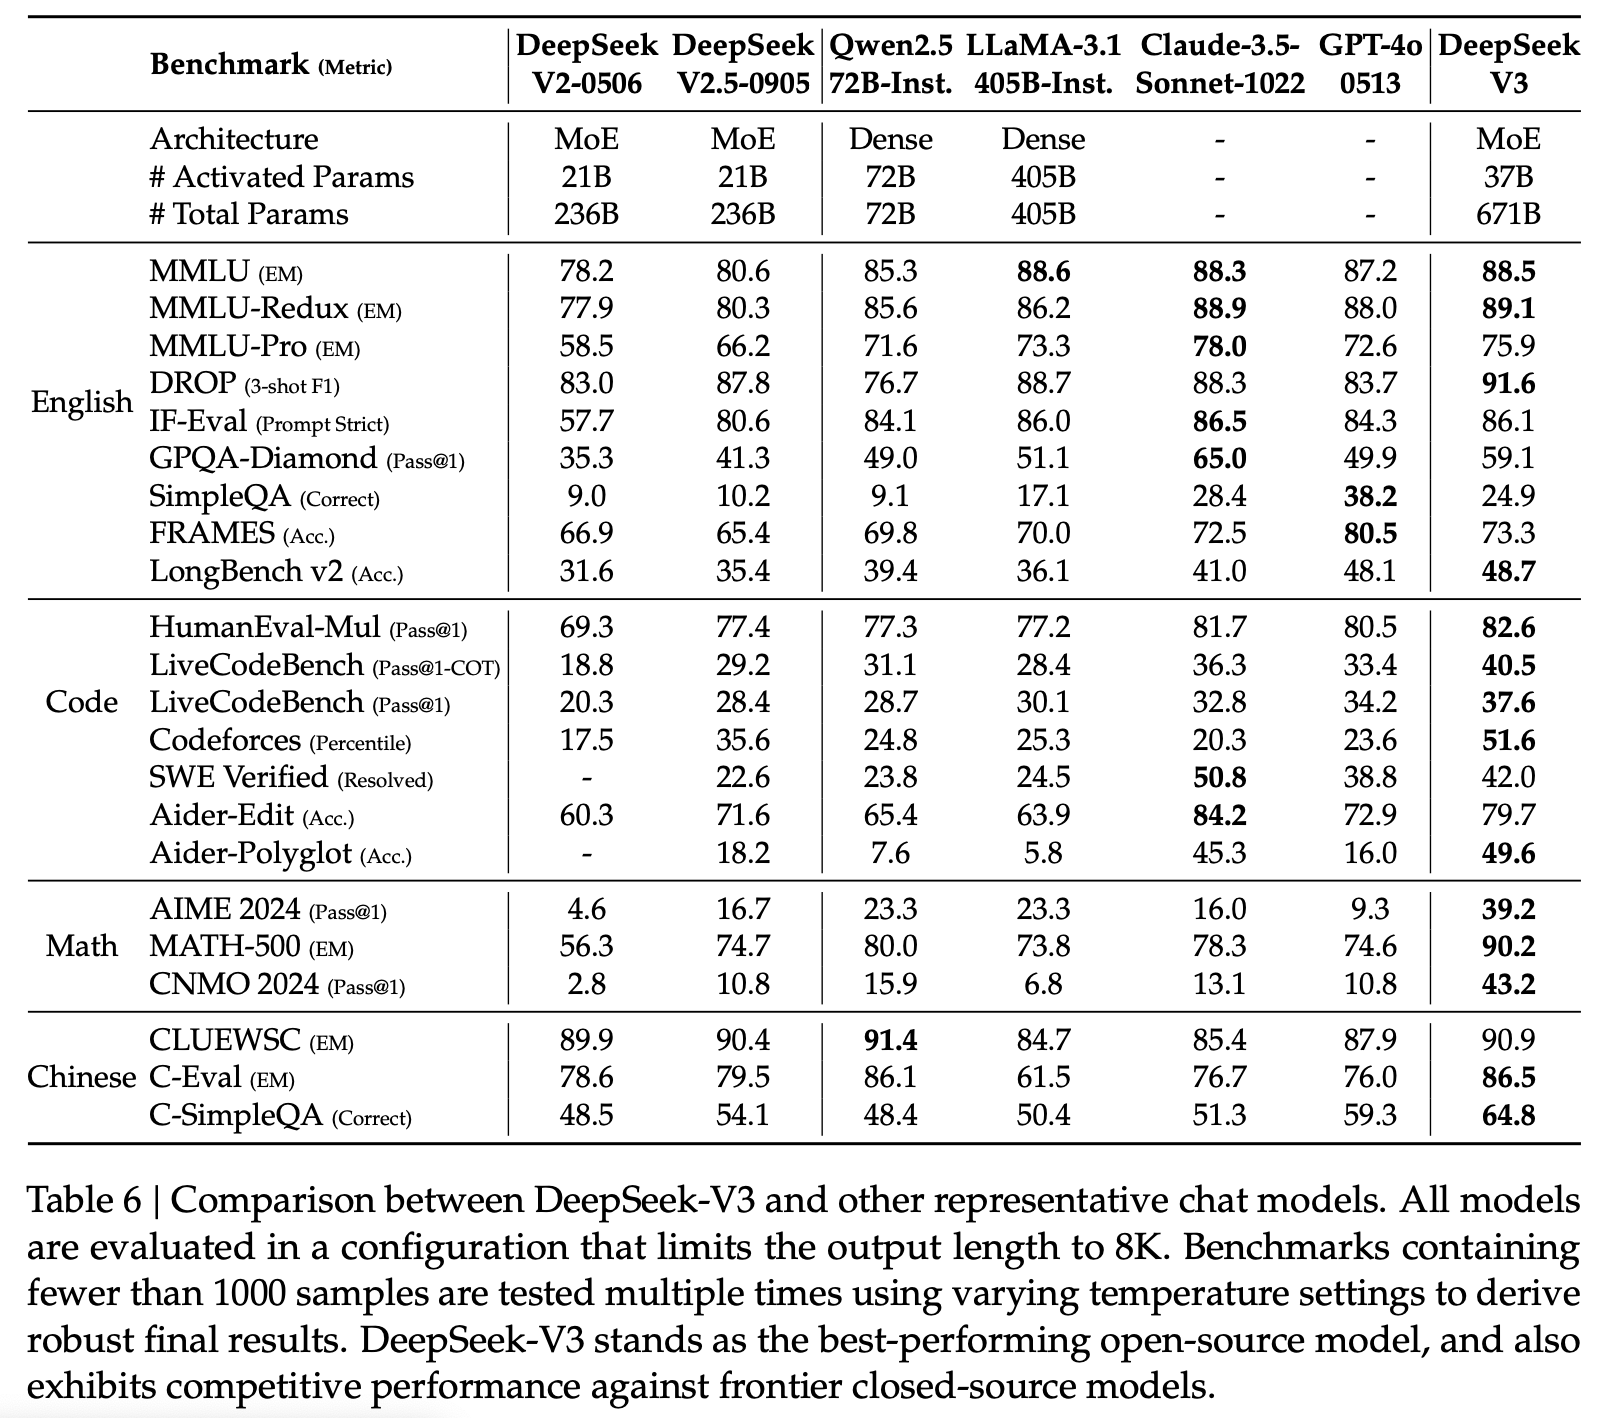 Benchmark (Metric) DeepSeek V2-0506 DeepSeek V2.5-0905 Qwen2.5 72B-Inst. LLaMA-3.1 405B-Inst. Claude-3.5-Sonnet-1022 GPT-4o 0513 DeepSeek V3
Architecture MoE MoE Dense Dense - - MoE
# Activated Params 21B 21B 72B 405B - - 37B
# Total Params 236B 236B 72B 405B - - 671B
English
MMLU (EM) 78.2 80.6 85.3 88.6 88.3 87.2 88.5
MMLU-Redux (EM) 77.9 80.3 85.6 86.2 88.9 88.0 89.1
MMLU-Pro (EM) 58.5 66.2 71.6 73.3 78.0 72.6 75.9
DROP (3-shot F1) 83.0 87.8 76.7 88.7 88.3 83.7 91.6
IF-Eval (Prompt Strict) 57.7 80.6 84.1 86.0 86.5 84.3 86.1
GPQA-Diamond (Pass@1) 35.3 41.3 49.0 51.1 65.0 49.9 59.1
SimpleQA (Correct) 9.0 10.2 9.1 17.1 28.4 38.2 24.9
FRAMES (Acc.) 66.9 65.4 69.8 70.0 72.5 80.5 73.3
LongBench v2 (Acc.) 31.6 35.4 39.4 36.1 41.0 48.1 48.7
Code
HumanEval-Mul (Pass@1) 69.3 77.4 77.3 77.2 81.7 80.5 82.6
LiveCodeBench (Pass@1-COT) 18.8 29.2 31.1 28.4 36.3 33.4 40.5
LiveCodeBench (Pass@1) 20.3 28.4 28.7 30.1 32.8 34.2 37.6
Codeforces (Percentile) 17.5 35.6 24.8 25.3 20.3 23.6 51.6
SWE Verified (Resolved) - 22.6 23.8 24.5 50.8 38.8 42.0
Aider-Edit (Acc.) 60.3 71.6 65.4 63.9 84.2 72.9 79.7
Aider-Polyglot (Acc.) - 18.2 7.6 5.8 45.3 16.0 49.6
Math
AIME 2024 (Pass@1) 4.6 16.7 23.3 23.3 16.0 9.3 39.2
MATH-500 (EM) 56.3 74.7 80.0 73.8 78.3 74.6 90.2
CNMO 2024 (Pass@1) 2.8 10.8 15.9 6.8 13.1 10.8 43.2
Chinese
CLUEWSC (EM) 89.9 90.4 91.4 84.7 85.4 87.9 90.9
C-Eval (EM) 78.6 79.5 86.1 61.5 76.7 76.0 86.5
C-SimpleQA (Correct) 48.5 54.1 48.4 50.4 51.3 59.3 64.8
Table 6 | Comparison between DeepSeek-V3 and other representative chat models. All models
are evaluated in a configuration that limits the output length to 8K. Benchmarks containing
fewer than 1000 samples are tested multiple times using varying temperature settings to derive
robust final results. DeepSeek-V3 stands as the best-performing open-source model, and also
exhibits competitive performance against frontier closed-source models.